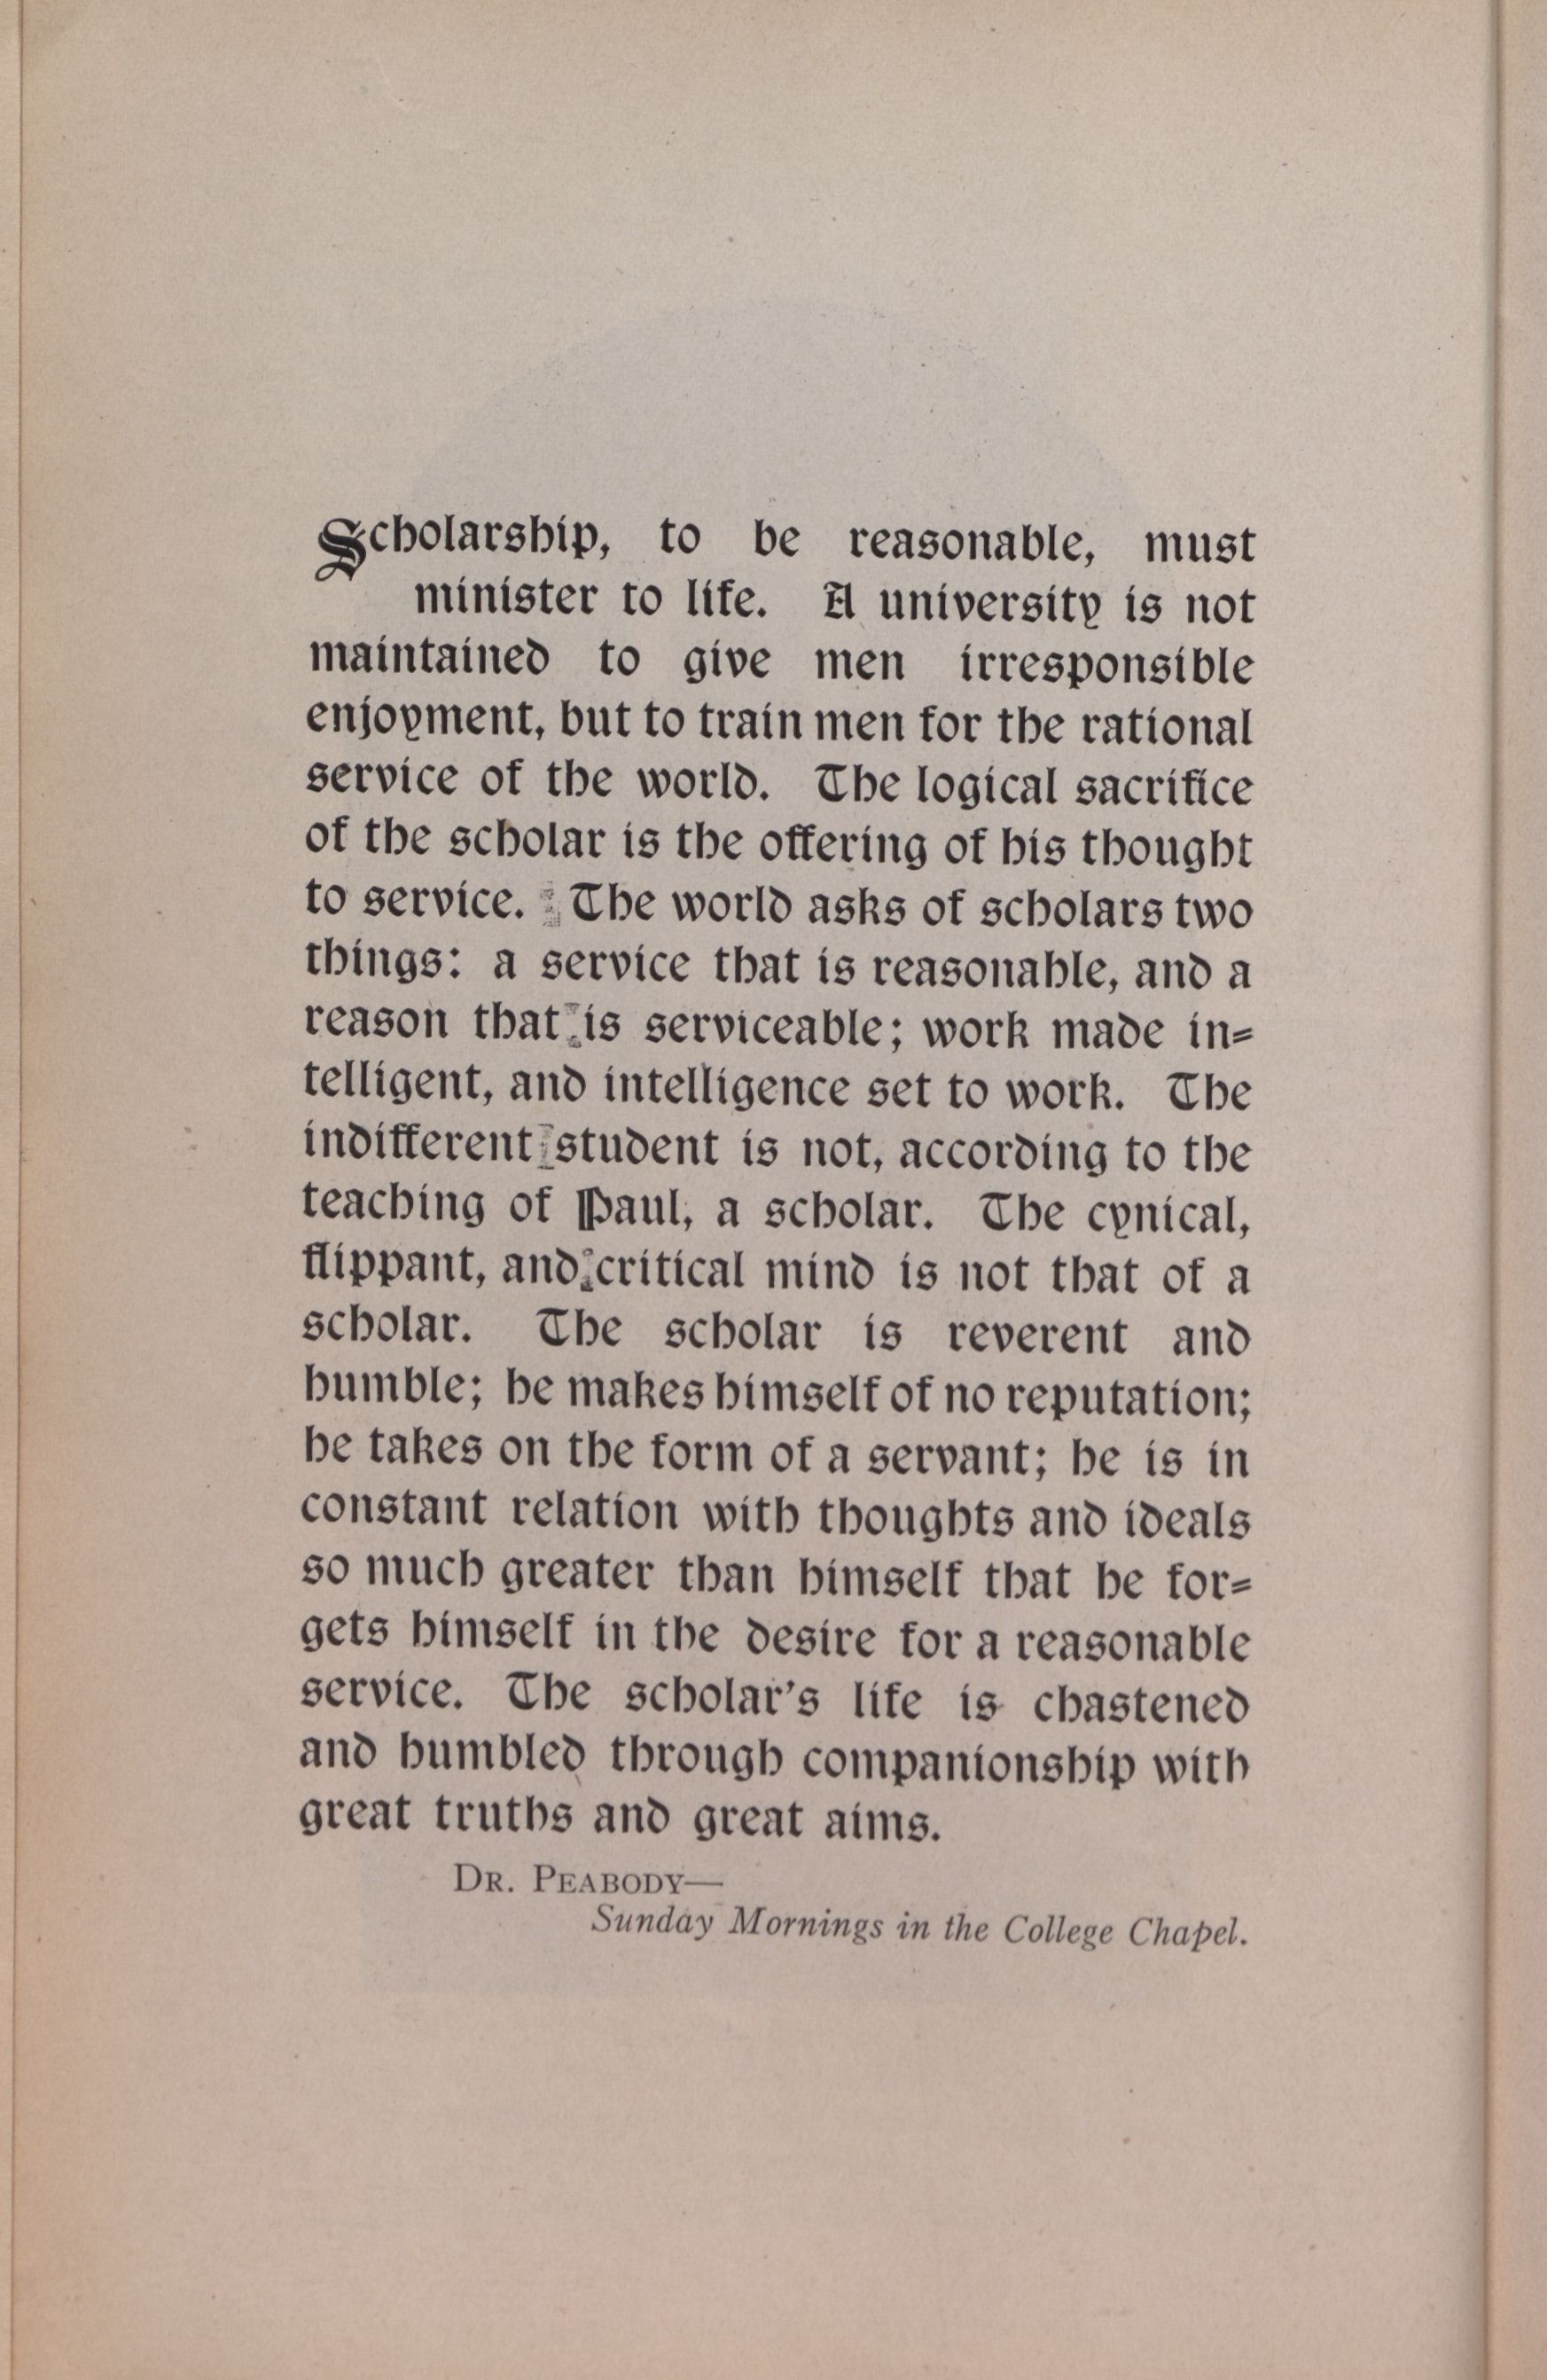 Scholarship, to be reasonable, must
minister to life. A university is not
maintained to give men irresponsible
enjoyment, but to train men for the rational
service of the world. The logical sacrifice
of the scholar is the offering of his thought
to service. The world asks of scholars two
things: a service that is reasonable, and a
reason that is serviceable; work made in-
telligent, and intelligence set to work. The
indifferent student is not, according to the
teaching of Paul, a scholar. The cynical,
flippant, and critical mind is not that of a
scholar. The scholar is reverent and
humble; he makes himself of no reputation;
he takes on the form of a servant; he is in
constant relation with thoughts and ideals
so much greater than himself that he for-
gets himself in the desire for a reasonable
service. The scholar's life is chastened
and humbled through companionship with
great truths and great aims.
DR. PEABODY—
Sunday Mornings in the College Chapel.